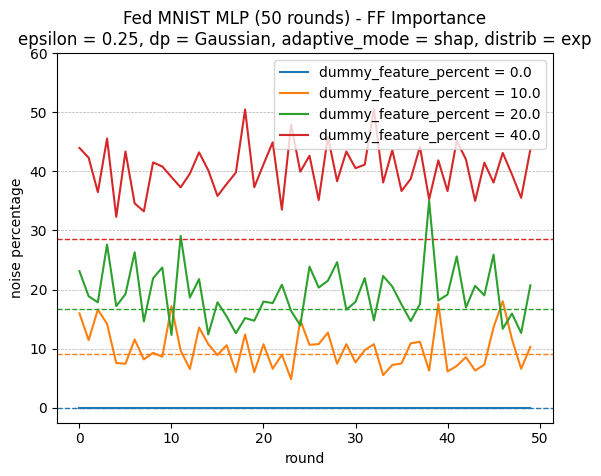 Fed MNIST MLP (50 rounds) - FF Importance
epsilon = 0.25, dp = Gaussian, adaptive_mode = shap, distrib = exp
dummy_feature_percent = 0.0
dummy_feature_percent = 10.0
dummy_feature_percent = 20.0
dummy_feature_percent = 40.0
noise percentage
60
50
40
30
20
10
0
0
10
20
30
40
50
round